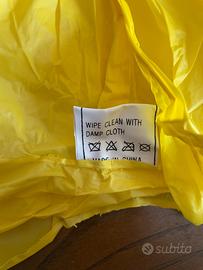 WIPE CLEAN WITH
DAMP CLOTH
MADE IN CHINA
subito